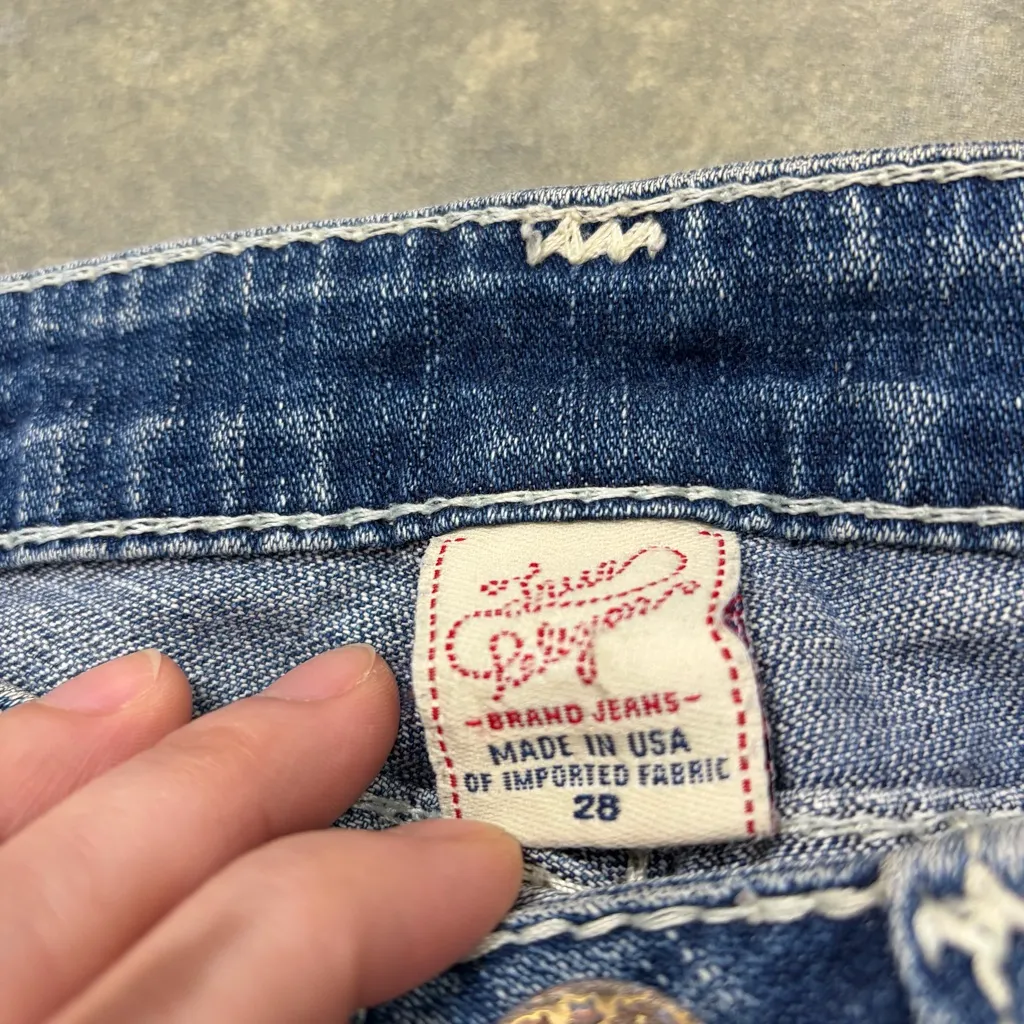 True
Religion
-BRAND JEANS-
MADE IN USA
OF IMPORTED FABRIC
28